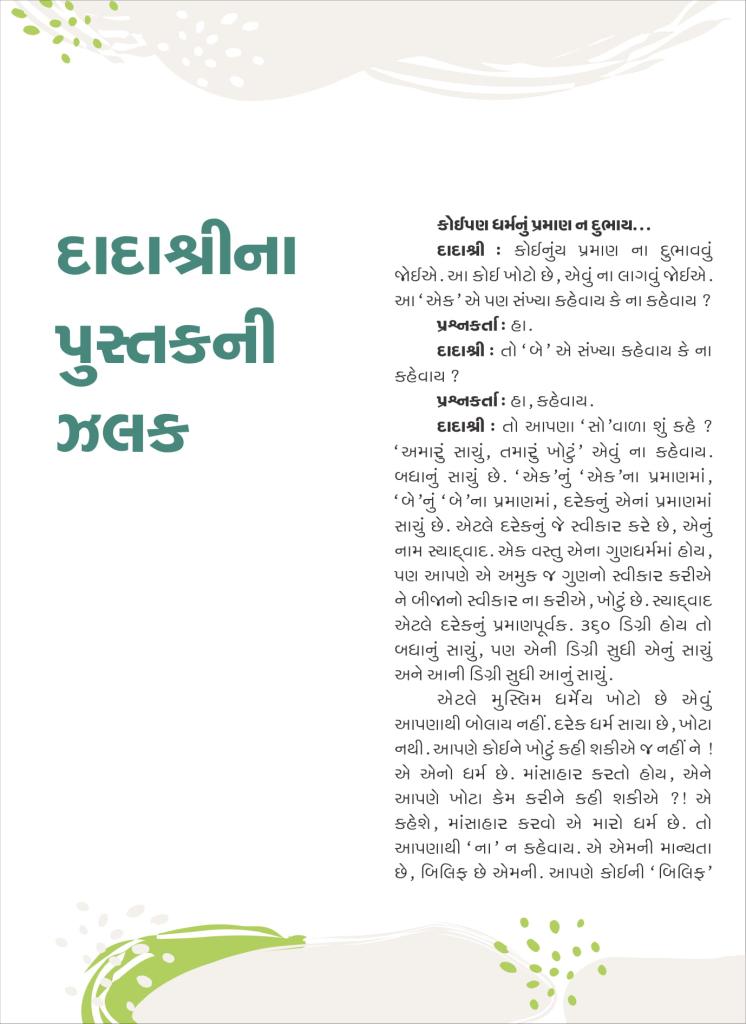 દાદાશ્રીના
પુસ્તકની
ઝલક
કોઈપણ ધર્મનું પ્રમાણ ન દુભાય...
દાદાશ્રી : કોઈનુંય પ્રમાણ ના દુભાવવું
જોઈએ. આ કોઈ ખોટો છે, એવું ના લાગવું જોઈએ.
આ ‘એક’ એ પણ સંખ્યા કહેવાય કે ના કહેવાય ?
પ્રશ્નકર્તા : હા.
દાદાશ્રી : તો ‘બે’ એ સંખ્યા કહેવાય કે ના
કહેવાય ?
પ્રશ્નકર્તા : હા, કહેવાય.
દાદાશ્રી : તો આપણા ‘સો’વાળા શું કહે ?
‘અમારું સાચું, તમારું ખોટું’ એવું ના કહેવાય.
બધાનું સાચું છે. ‘એક’નું ‘એક’ના પ્રમાણમાં,
‘બે’નું ‘બે’ના પ્રમાણમાં, દરેકનું એનાં પ્રમાણમાં
સાચું છે. એટલે દરેકનું જે સ્વીકાર કરે છે, એનું
નામ સ્યાદ્વાદ. એક વસ્તુ એના ગુણધર્મમાં હોય,
પણ આપણે એ અમુક જ ગુણનો સ્વીકાર કરીએ
ને બીજાનો સ્વીકાર ના કરીએ, ખોટું છે. સ્યાદ્વાદ
એટલે દરેકનું પ્રમાણપૂર્વક. ૩૬૦ ડિગ્રી હોય તો
બધાનું સાચું, પણ એની ડિગ્રી સુધી એનું સાચું
અને આની ડિગ્રી સુધી આનું સાચું.
એટલે મુસ્લિમ ધર્મેય ખોટો છે એવું
આપણાથી બોલાય નહીં. દરેક ધર્મ સાચા છે, ખોટા
નથી. આપણે કોઈને ખોટું કહી શકીએ જ નહીં ને !
એ એનો ધર્મ છે. માંસાહાર કરતો હોય, એને
આપણે ખોટા કેમ કરીને કહી શકીએ ?! એ
કહેશે, માંસાહાર કરવો એ મારો ધર્મ છે. તો
આપણાથી ‘ના’ ન કહેવાય. એ એમની માન્યતા
છે, બિલિફ છે એમની. આપણે કોઈની ‘બિલિફ’